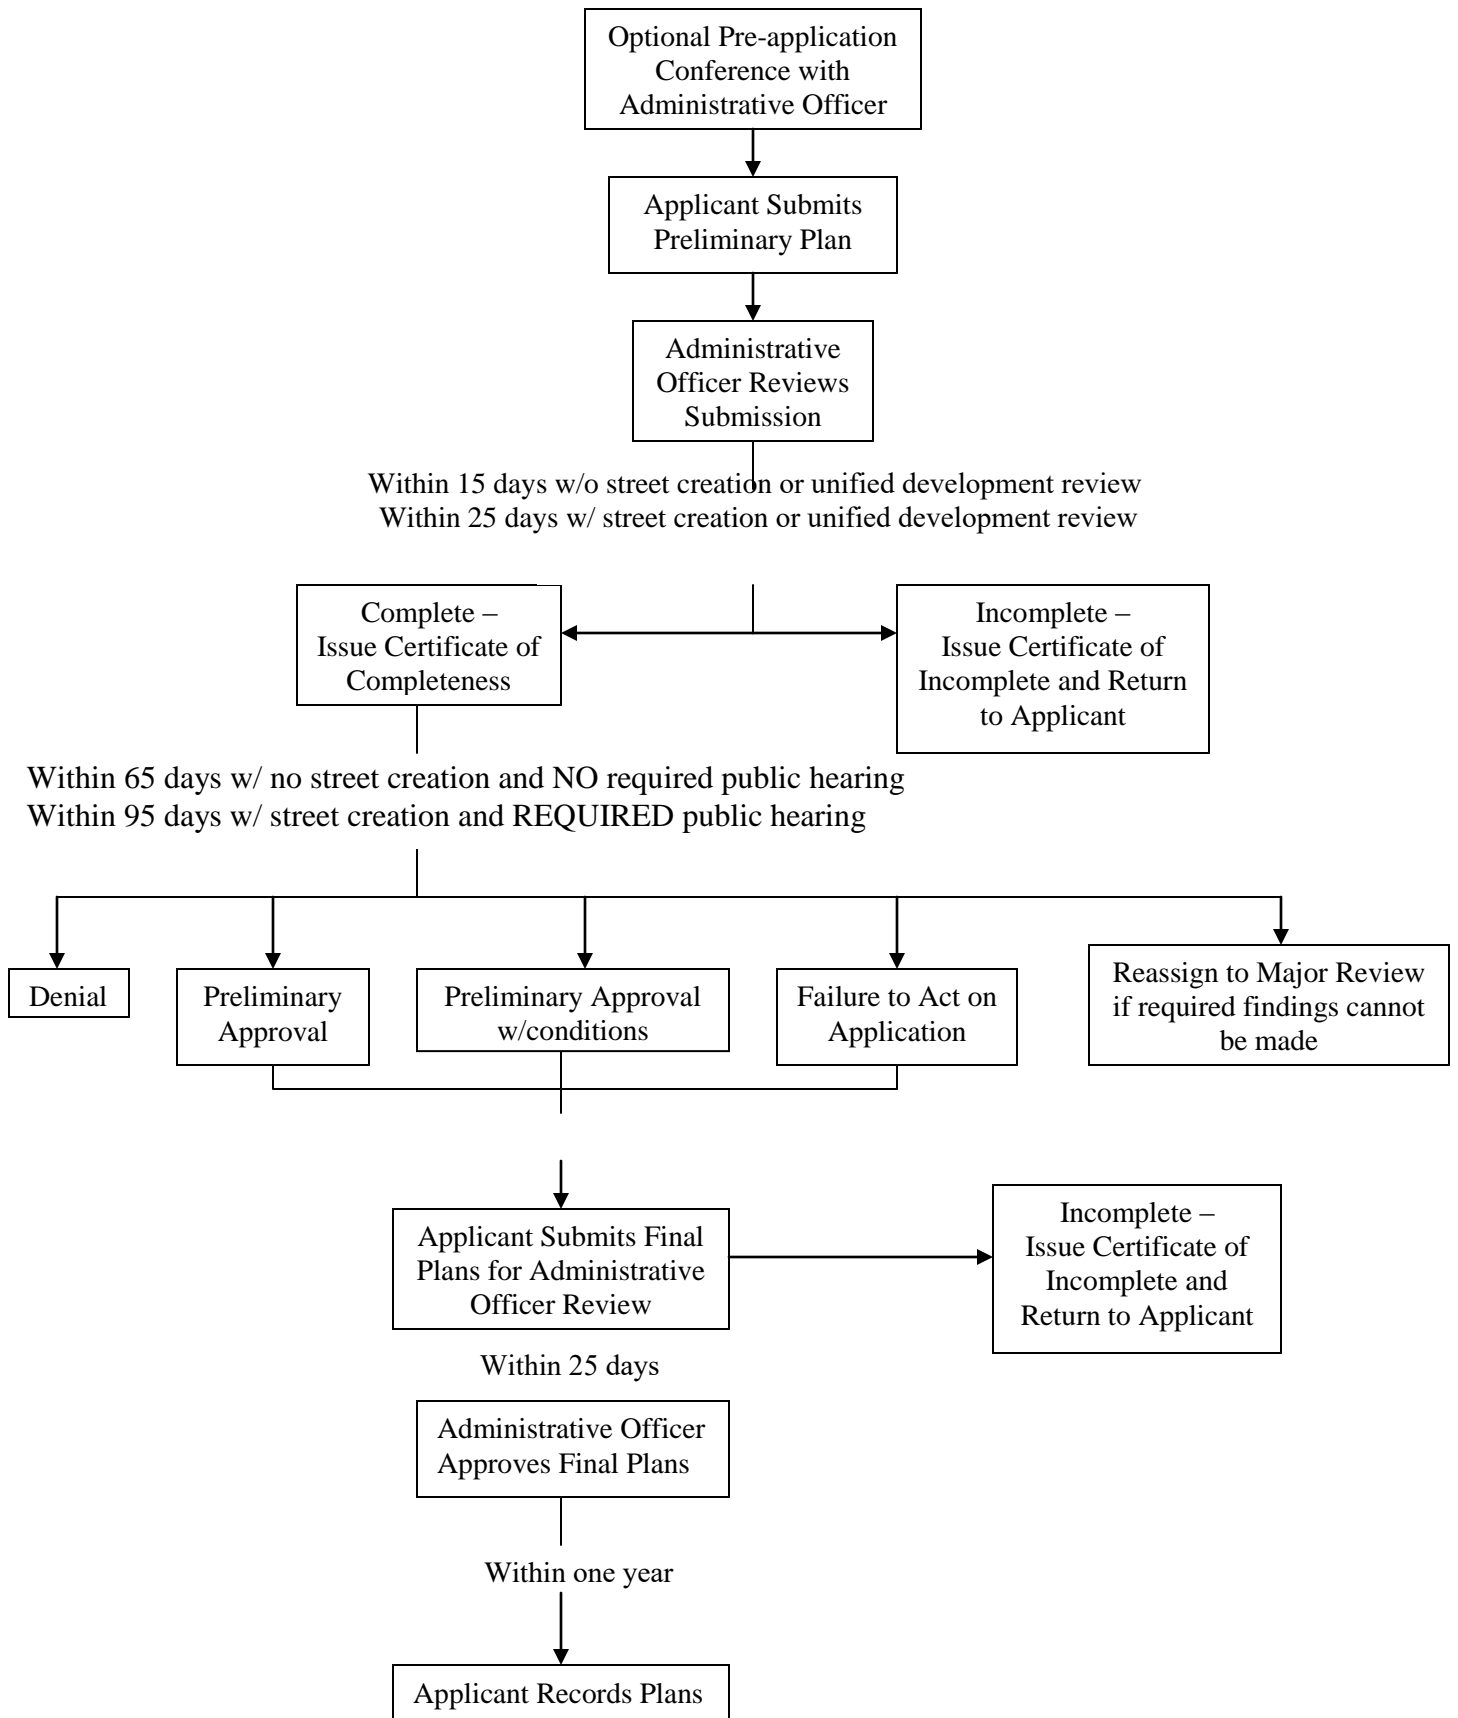 Optional Pre-application
Conference with
Administrative Officer
Applicant Submits
Preliminary Plan
Administrative
Officer Reviews
Submission
Within 15 days w/o street creation or unified development review
Within 25 days w/ street creation or unified development review
Complete –
Issue Certificate of
Completeness
Incomplete –
Issue Certificate of
Incomplete and Return
to Applicant
Within 65 days w/ no street creation and NO required public hearing
Within 95 days w/ street creation and REQUIRED public hearing
Denial
Preliminary
Approval
Preliminary Approval
w/conditions
Failure to Act on
Application
Reassign to Major Review
if required findings cannot
be made
Applicant Submits Final
Plans for Administrative
Officer Review
Incomplete –
Issue Certificate of
Incomplete and
Return to Applicant
Within 25 days
Administrative Officer
Approves Final Plans
Within one year
Applicant Records Plans